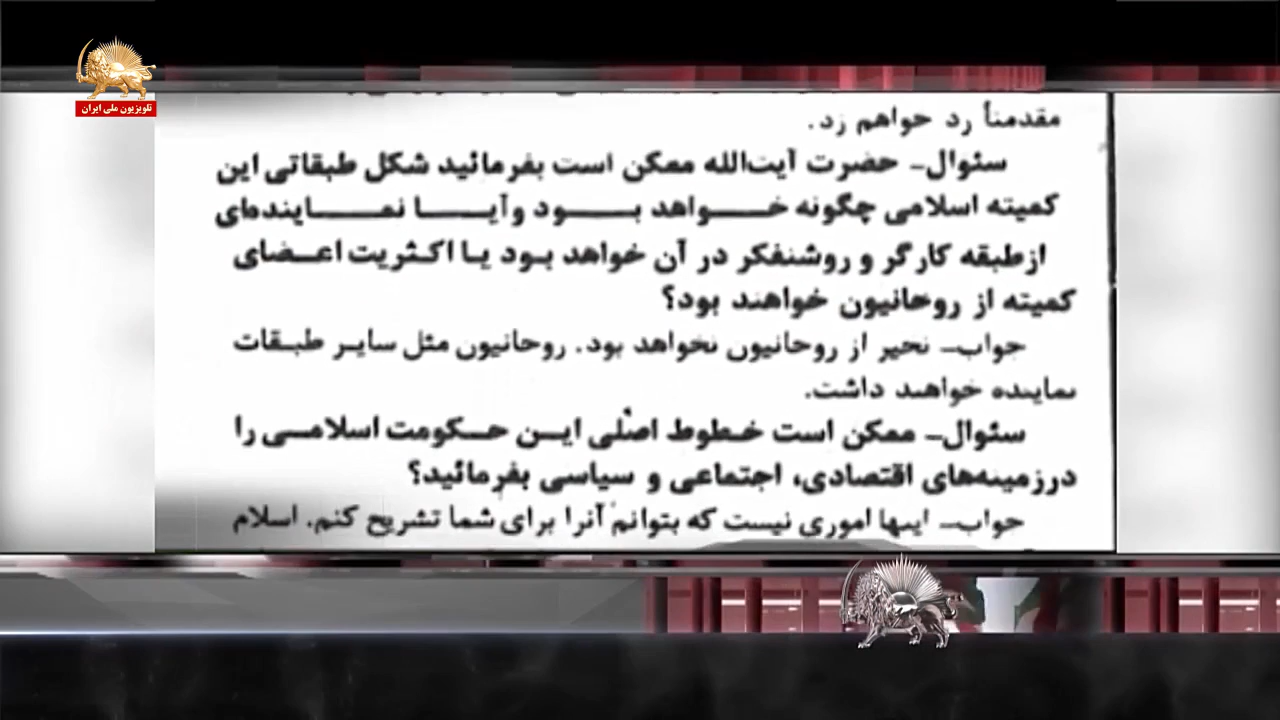 تلویزیون ملی ایران
مقدمتاً رد خواهم زد.
سئوال- حضرت آیت‌الله ممکن است بفرمائید شکل طبقاتی این
کمیته اسلامی چگونه خواهد بود وآیا نماینده‌ای
ازطبقه کارگر و روشنفکر در آن خواهد بود یا اکثریت اعضای
کمیته از روحانیون خواهند بود؟
جواب- نخیر از روحانیون نخواهد بود. روحانیون مثل سایر طبقات
نماینده خواهند داشت.
سئوال- ممکن است خطوط اصلی این حکومت اسلامی را
درزمینه‌های اقتصادی، اجتماعی و سیاسی بفرمائید؟
جواب- اینها اموری نیست که بتوانم آنرا برای شما تشریح کنم. اسلام